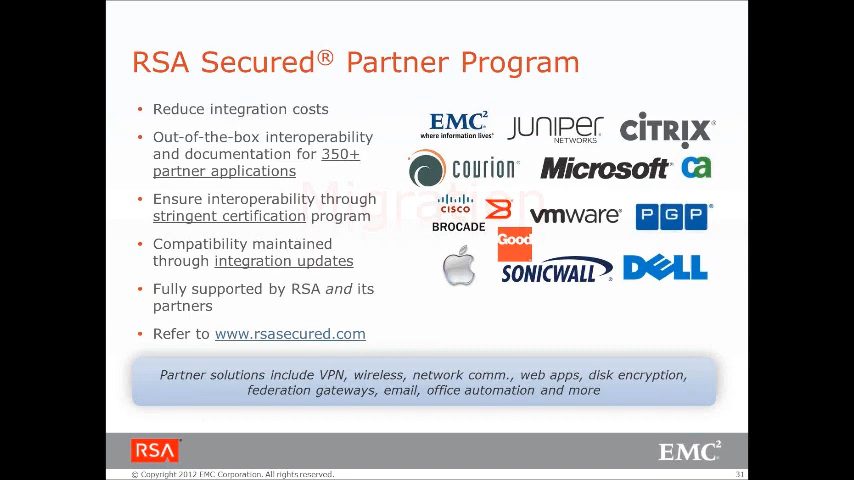 RSA Secured® Partner Program
• Reduce integration costs
• Out-of-the-box interoperability
and documentation for 350+
partner applications
• Ensure interoperability through
stringent certification program
• Compatibility maintained
through integration updates
• Fully supported by RSA and its
partners
• Refer to www.rsasecured.com
EMC²
where information lives®
JUNIPER
NETWORKS
CITRIX®
COURION®
Microsoft®
ca
Migration
CISCO
BROCADE
vmware®
PGP®
Good
SONICWALL®
DELL
Partner solutions include VPN, wireless, network comm., web apps, disk encryption,
federation gateways, email, office automation and more
RSA
EMC²
© Copyright 2012 EMC Corporation. All rights reserved.
31